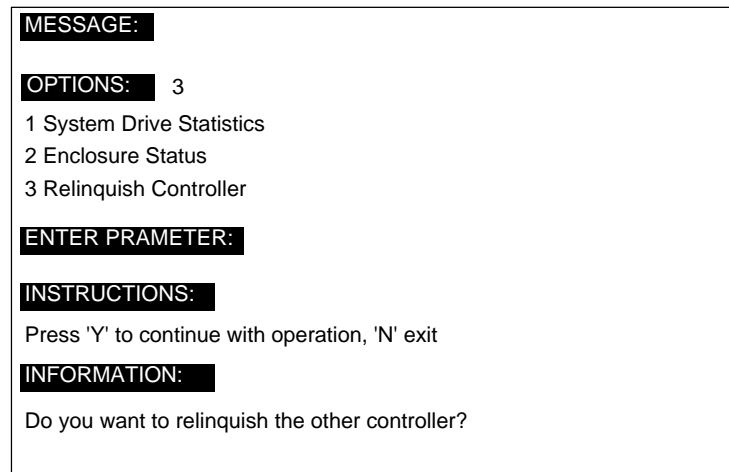 MESSAGE:
OPTIONS: 3
1 System Drive Statistics
2 Enclosure Status
3 Relinquish Controller
ENTER PRAMETER:
INSTRUCTIONS:
Press 'Y' to continue with operation, 'N' exit
INFORMATION:
Do you want to relinquish the other controller?